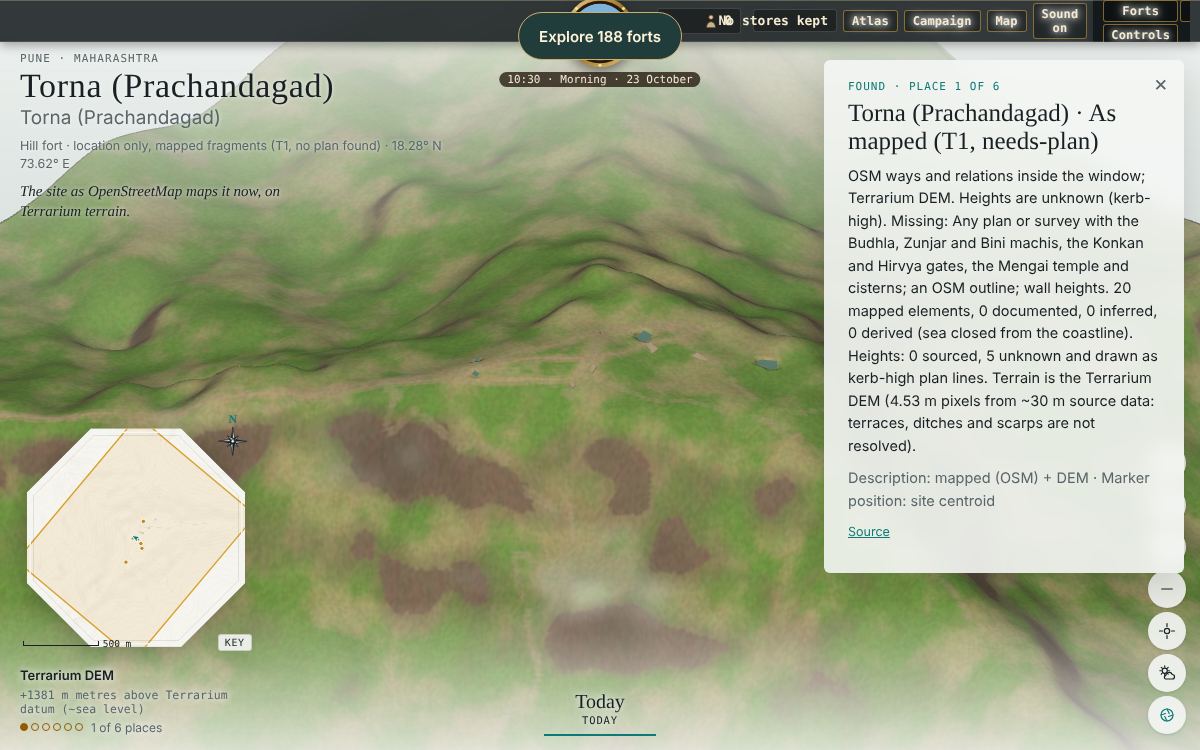 Explore 188 forts
stores kept
Atlas
Campaign
Map
Sound on
Forts
Controls
10:30 · Morning · 23 October
PUNE · MAHARASHTRA
Torna (Prachandagad)
Torna (Prachandagad)
Hill fort · location only, mapped fragments (T1, no plan found) · 18.28° N
73.62° E
The site as OpenStreetMap maps it now, on
Terrarium terrain.
FOUND · PLACE 1 OF 6
Torna (Prachandagad) · As
mapped (T1, needs-plan)
OSM ways and relations inside the window;
Terrarium DEM. Heights are unknown (kerb-
high). Missing: Any plan or survey with the
Budhla, Zunjar and Bini machis, the Konkan
and Hirvya gates, the Mengai temple and
cisterns; an OSM outline; wall heights. 20
mapped elements, 0 documented, 0 inferred,
0 derived (sea closed from the coastline).
Heights: 0 sourced, 5 unknown and drawn as
kerb-high plan lines. Terrain is the Terrarium
DEM (4.53 m pixels from ~30 m source data:
terraces, ditches and scarps are not
resolved).
Description: mapped (OSM) + DEM · Marker
position: site centroid
Source
N
500 m
KEY
Terrarium DEM
+1381 m metres above Terrarium
datum (~sea level)
1 of 6 places
Today
TODAY